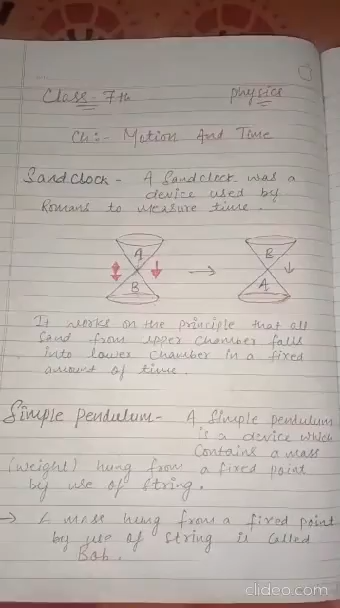 Class - 7th
physics
Ch:- Motion And Time
Sandclock - A Sandclock was a
device used by
Romans to measure time.
A
B
B
A
It works on the principle that all
Sand from upper Chamber falls
into lower Chamber in a fixed
amount of time.
Simple pendulum - A Simple pendulum
is a device which
Contains a mass
(weight) hung from a fixed point
by use of string.
→ A mass hung from a fixed point
by use of string is called
Bob.
clideo.com